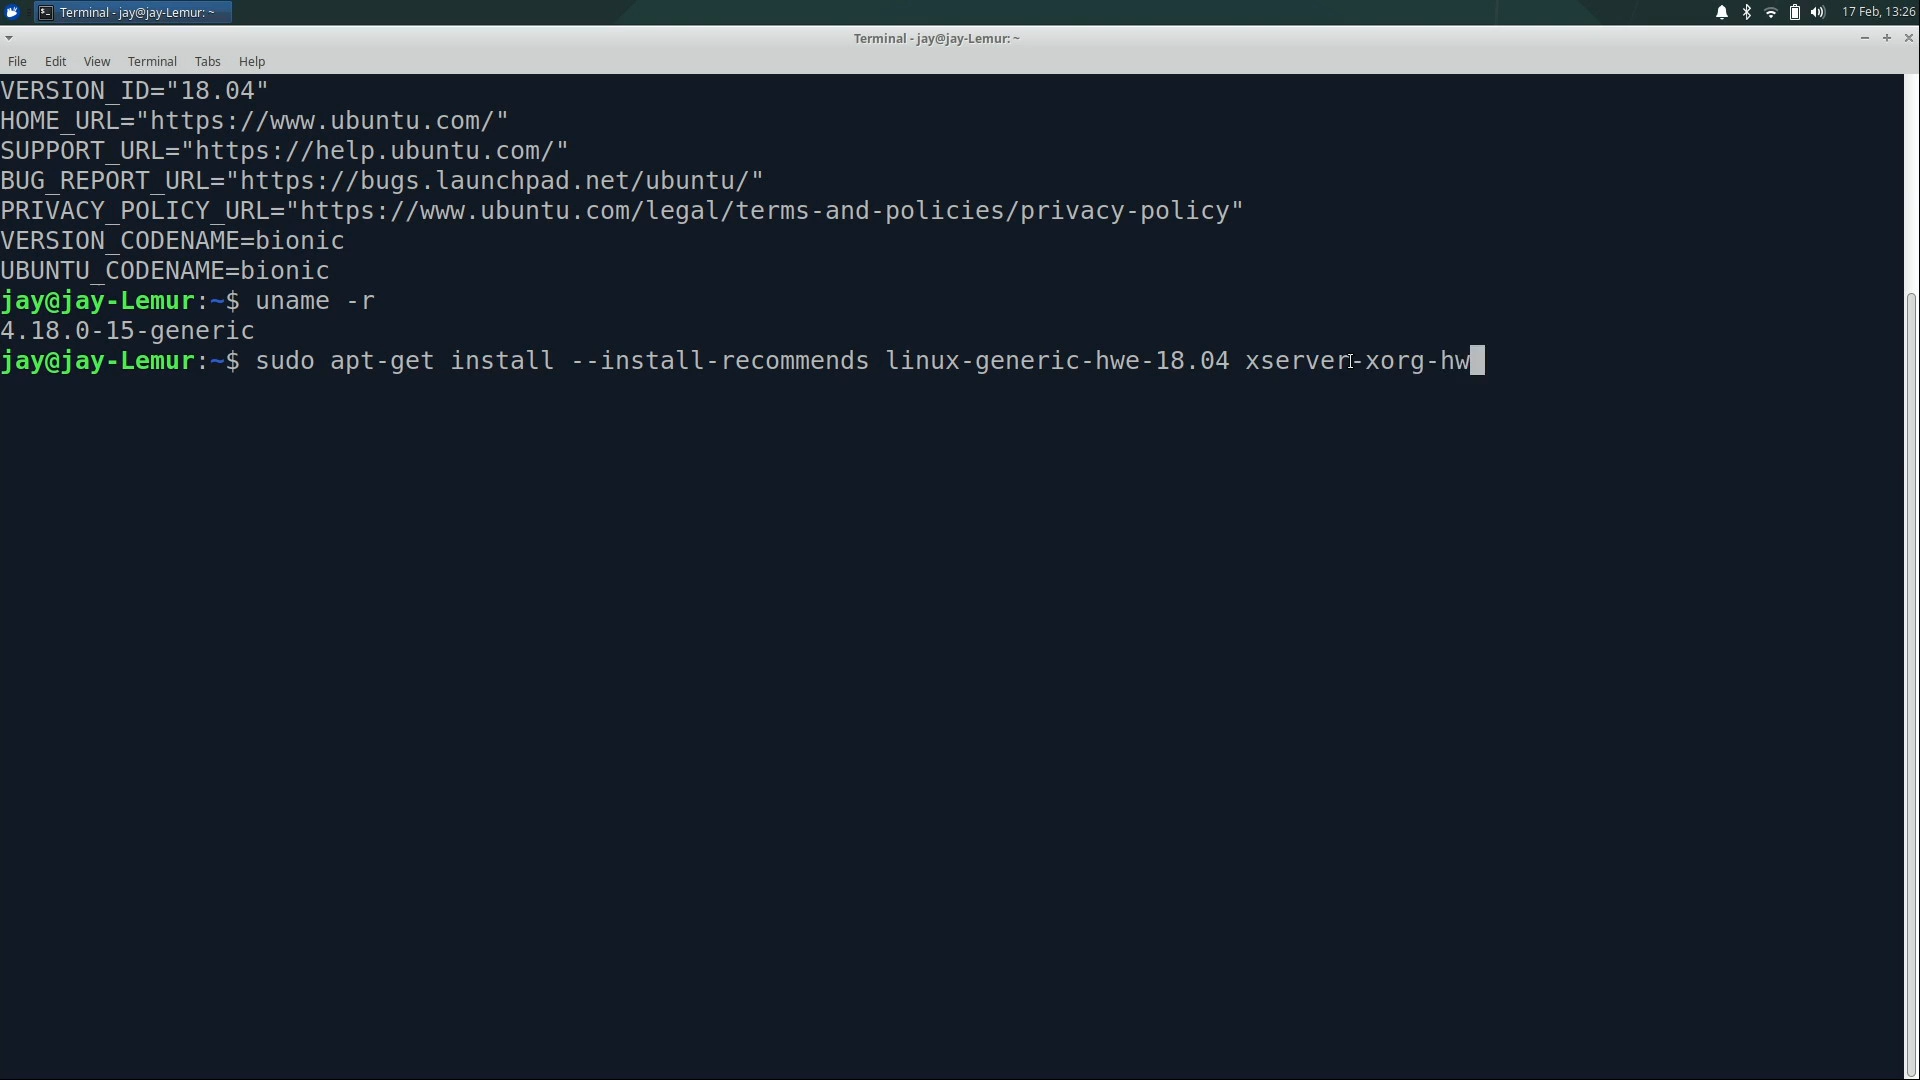 Terminal - jay@jay-Lemur: ~
17 Feb, 13:26
Terminal - jay@jay-Lemur: ~
File Edit View Terminal Tabs Help
VERSION_ID="18.04"
HOME_URL="https://www.ubuntu.com/"
SUPPORT_URL="https://help.ubuntu.com/"
BUG_REPORT_URL="https://bugs.launchpad.net/ubuntu/"
PRIVACY_POLICY_URL="https://www.ubuntu.com/legal/terms-and-policies/privacy-policy"
VERSION_CODENAME=bionic
UBUNTU_CODENAME=bionic
jay@jay-Lemur:~$ uname -r
4.18.0-15-generic
jay@jay-Lemur:~$ sudo apt-get install --install-recommends linux-generic-hwe-18.04 xserver-xorg-hw